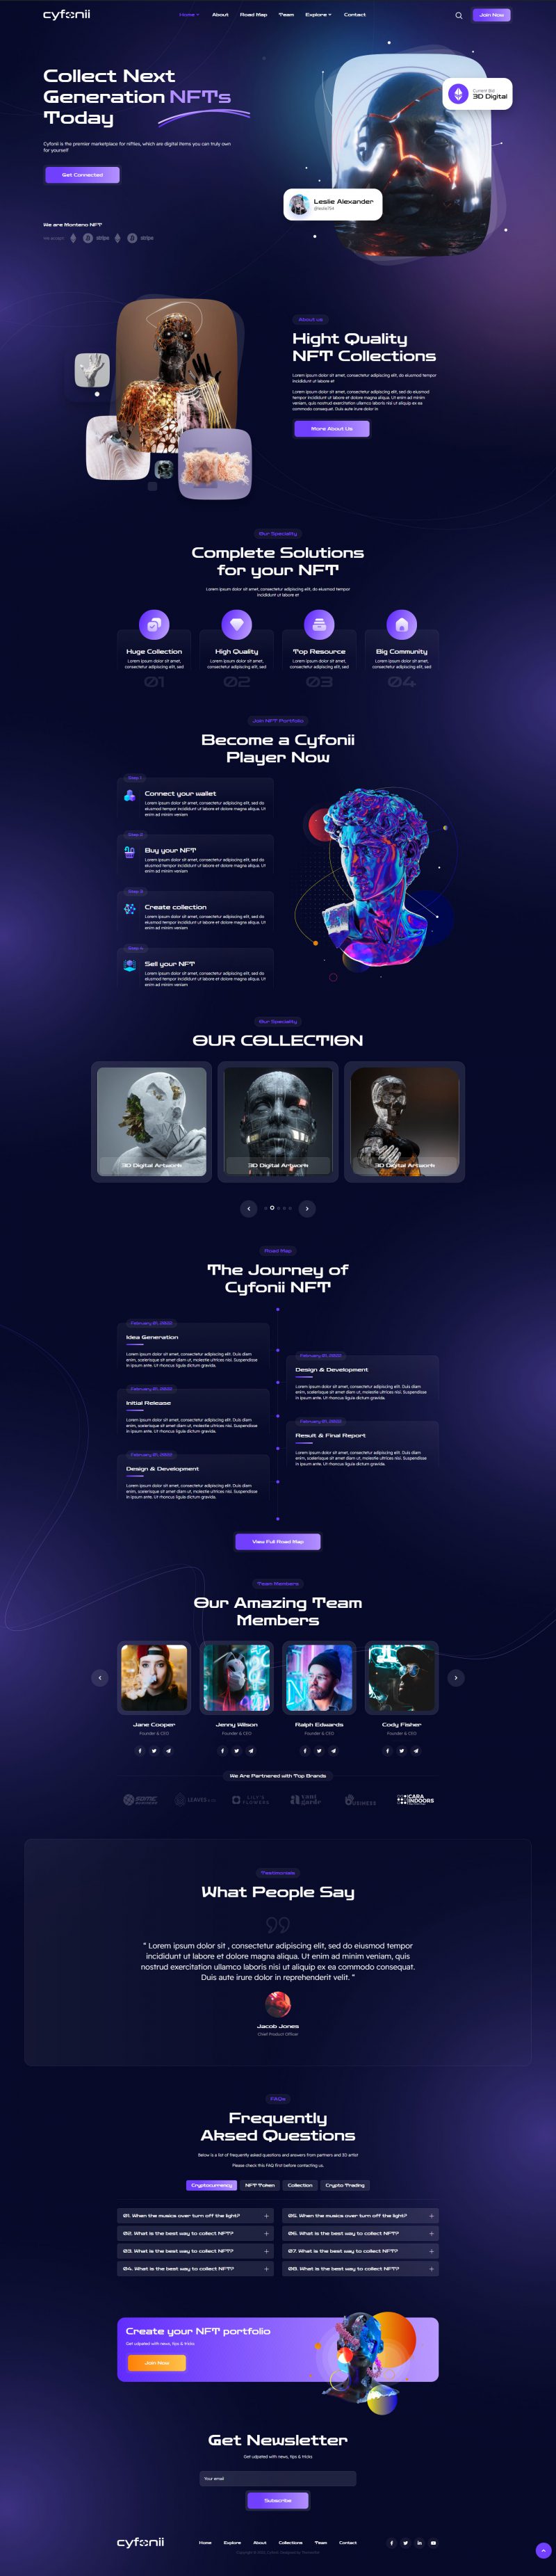 cyfonii
Home
About
Road Map
Team
Explore
Contact
Join Now
Collect Next
Generation NFTs
Today
Cyfonii is the premier marketplace for nifties, which are digital items you can truly own
for yourself
Get Connected
Current Bid
3D Digital
Leslie Alexander
@leslie754
We are Monteno NFT
We accept
stripe
stripe
About us
Hight Quality
NFT Collections
Lorem ipsum dolor sit amet, consectetur adipiscing elit, do eiusmod tempor
incididunt ut labore et
Lorem ipsum dolor sit amet, consectetur adipiscing elit, sed do eiusmod
tempor incididunt ut labore et dolore magna aliqua. Ut enim ad minim
veniam, quis nostrud exercitation ullamco laboris nisi ut aliquip ex ea
commodo consequat. Duis aute irure dolor in
More About Us
Our Specialty
Complete Solutions
for your NFT
Lorem ipsum dolor sit amet, consectetur adipiscing elit, sed do eiusmod tempor
incididunt ut labore et
Huge Collection
Lorem ipsum dolor sit amet,
consectetur adipiscing elit, sed
01
High Quality
Lorem ipsum dolor sit amet,
consectetur adipiscing elit, sed
02
Top Resource
Lorem ipsum dolor sit amet,
consectetur adipiscing elit, sed
03
Big Community
Lorem ipsum dolor sit amet,
consectetur adipiscing elit, sed
04
Join NFT Portfolio
Become a Cyfonii
Player Now
Step 1
Connect your wallet
Lorem ipsum dolor sit amet, consectetur adipiscing elit, sed do
eiusmod tempor incididunt ut labore et dolore magna aliqua. Ut
enim ad minim veniam
Step 2
Buy your NFT
Lorem ipsum dolor sit amet, consectetur adipiscing elit, sed do
eiusmod tempor incididunt ut labore et dolore magna aliqua. Ut
enim ad minim veniam
Step 3
Create collection
Lorem ipsum dolor sit amet, consectetur adipiscing elit, sed do
eiusmod tempor incididunt ut labore et dolore magna aliqua. Ut
enim ad minim veniam
Step 4
Sell your NFT
Lorem ipsum dolor sit amet, consectetur adipiscing elit, sed do
eiusmod tempor incididunt ut labore et dolore magna aliqua. Ut
enim ad minim veniam
Our Specialty
OUR COLLECTION
3D Digital Artwork
3D Digital Artwork
3D Digital Artwork
Road Map
The Journey of
Cyfonii NFT
February 01, 2022
Idea Generation
Lorem ipsum dolor sit amet, consectetur adipiscing elit. Duis diam
enim, scelerisque sit amet diam ut, molestie ultrices nisl. Suspendisse
in ipsum ante. Ut rhoncus ligula dictum gravida.
February 01, 2022
Design & Development
Lorem ipsum dolor sit amet, consectetur adipiscing elit. Duis diam
enim, scelerisque sit amet diam ut, molestie ultrices nisl. Suspendisse
in ipsum ante. Ut rhoncus ligula dictum gravida.
February 01, 2022
Initial Release
Lorem ipsum dolor sit amet, consectetur adipiscing elit. Duis diam
enim, scelerisque sit amet diam ut, molestie ultrices nisl. Suspendisse
in ipsum ante. Ut rhoncus ligula dictum gravida.
February 01, 2022
Result & Final Report
Lorem ipsum dolor sit amet, consectetur adipiscing elit. Duis diam
enim, scelerisque sit amet diam ut, molestie ultrices nisl. Suspendisse
in ipsum ante. Ut rhoncus ligula dictum gravida.
February 01, 2022
Design & Development
Lorem ipsum dolor sit amet, consectetur adipiscing elit. Duis diam
enim, scelerisque sit amet diam ut, molestie ultrices nisl. Suspendisse
in ipsum ante. Ut rhoncus ligula dictum gravida.
View Full Road Map
Team Members
Our Amazing Team
Members
Jane Cooper
Founder & CEO
Jenny Wilson
Founder & CEO
Ralph Edwards
Founder & CEO
Cody Fisher
Founder & CEO
We Are Partnered with Top Brands
LEAVES
LILY'S
FLOWERS
BUSINESS
CARA
INDOORS
Testimonials
What People Say
" Lorem ipsum dolor sit , consectetur adipiscing elit, sed do eiusmod tempor
incididunt ut labore et dolore magna aliqua. Ut enim ad minim veniam, quis
nostrud exercitation ullamco laboris nisi ut aliquip ex ea commodo consequat.
Duis aute irure dolor in reprehenderit velit. "
Jacob Jones
Chief Product Officer
FAQs
Frequently
Aksed Questions
Below is a list of frequently asked questions and answers from partners and 3D artist
Please check this FAQ first before contacting us.
Cryptocurrency
NFT Token
Collection
Crypto Trading
01. When the musics over turn off the light?
02. What is the best way to collect NFT?
03. What is the best way to collect NFT?
04. What is the best way to collect NFT?
05. When the musics over turn off the light?
06. What is the best way to collect NFT?
07. What is the best way to collect NFT?
08. What is the best way to collect NFT?
Create your NFT portfolio
Get udpated with news, tips & tricks
Join Now
Get Newsletter
Get udpated with news, tips & tricks
Your email
Subscribe
cyfonii
Home
Explore
About
Collections
Team
Contact